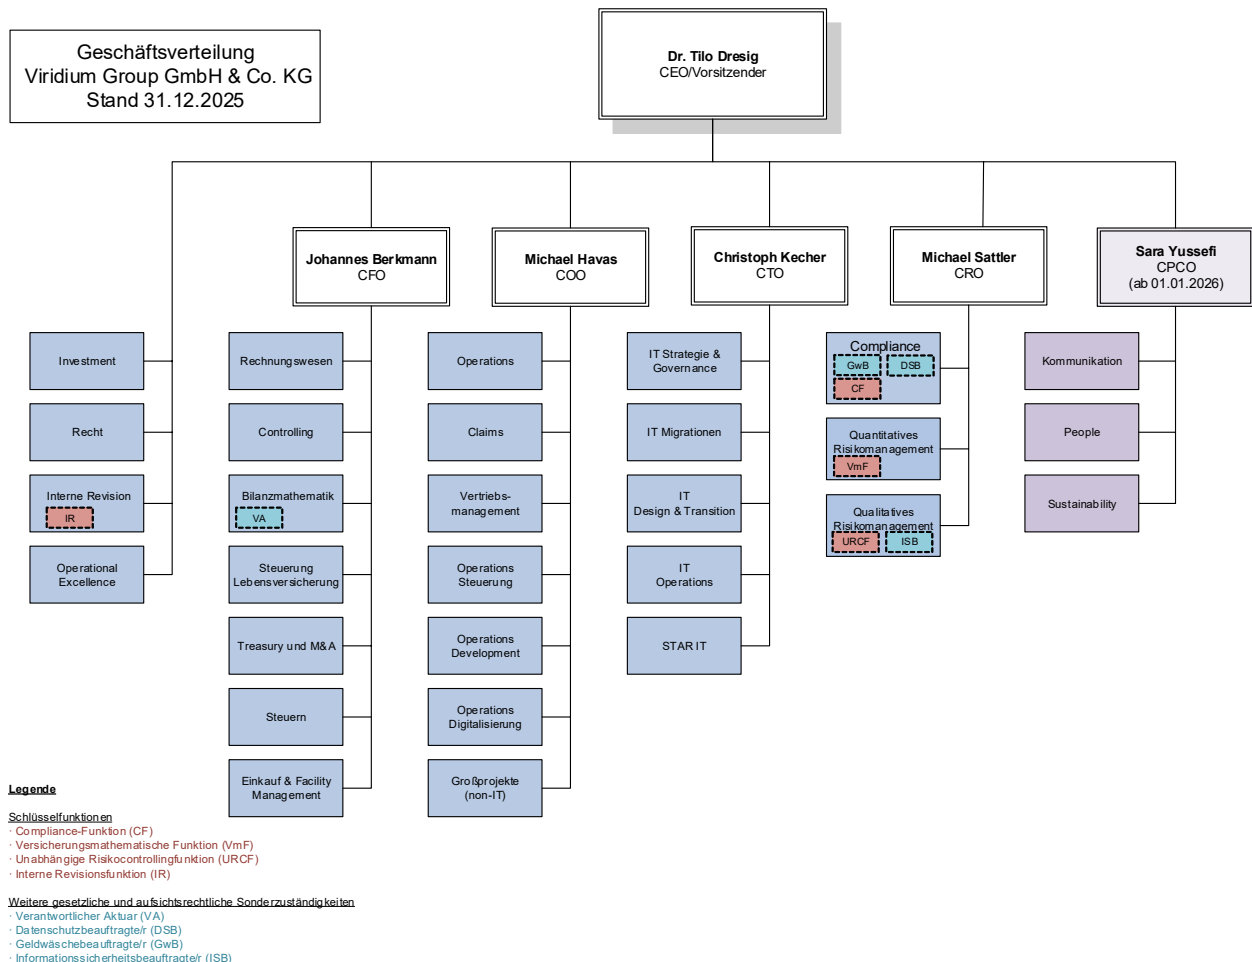 Geschäftsverteilung
Viridium Group GmbH & Co. KG
Stand 31.12.2025
Dr. Tilo Dresig
CEO/Vorsitzender
Johannes Berkmann
CFO
Michael Havas
COO
Christoph Kecher
CTO
Michael Sattler
CRO
Sara Yussefi
CPCO
(ab 01.01.2026)
Investment
Recht
Interne Revision
IR
Operational
Excellence
Rechnungswesen
Controlling
Bilanzmathematik
VA
Steuerung
Lebensversicherung
Treasury und M&A
Steuern
Einkauf & Facility
Management
Operations
Claims
Vertriebs-
management
Operations
Steuerung
Operations
Development
Operations
Digitalisierung
Großprojekte
(non-IT)
IT Strategie &
Governance
IT Migrationen
IT
Design & Transition
IT
Operations
STAR IT
Compliance
GwB DSB
CF
Quantitatives
Risikomanagement
VmF
Qualitatives
Risikomanagement
URCF ISB
Kommunikation
People
Sustainability
Legende
Schlüsselfunktionen
· Compliance-Funktion (CF)
· Versicherungsmathematische Funktion (VmF)
· Unabhängige Risikocontrollingfunktion (URCF)
· Interne Revisionsfunktion (IR)
Weitere gesetzliche und aufsichtsrechtliche Sonderzuständigkeiten
· Verantwortlicher Aktuar (VA)
· Datenschutzbeauftragte/r (DSB)
· Geldwäschebeauftragte/r (GwB)
· Informationssicherheitsbeauftragte/r (ISB)